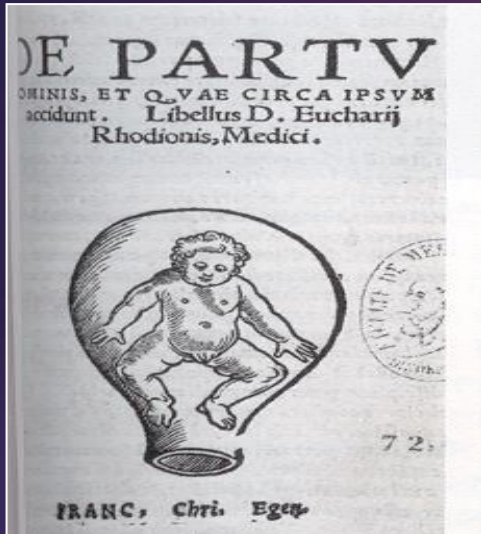 DE PARTV
OMINIS, ET QVAE CIRCA IPSVM
accidunt. Libellus D. Eucharij
Rhodionis, Medici.
72.
FRANC, Chri. Egen.